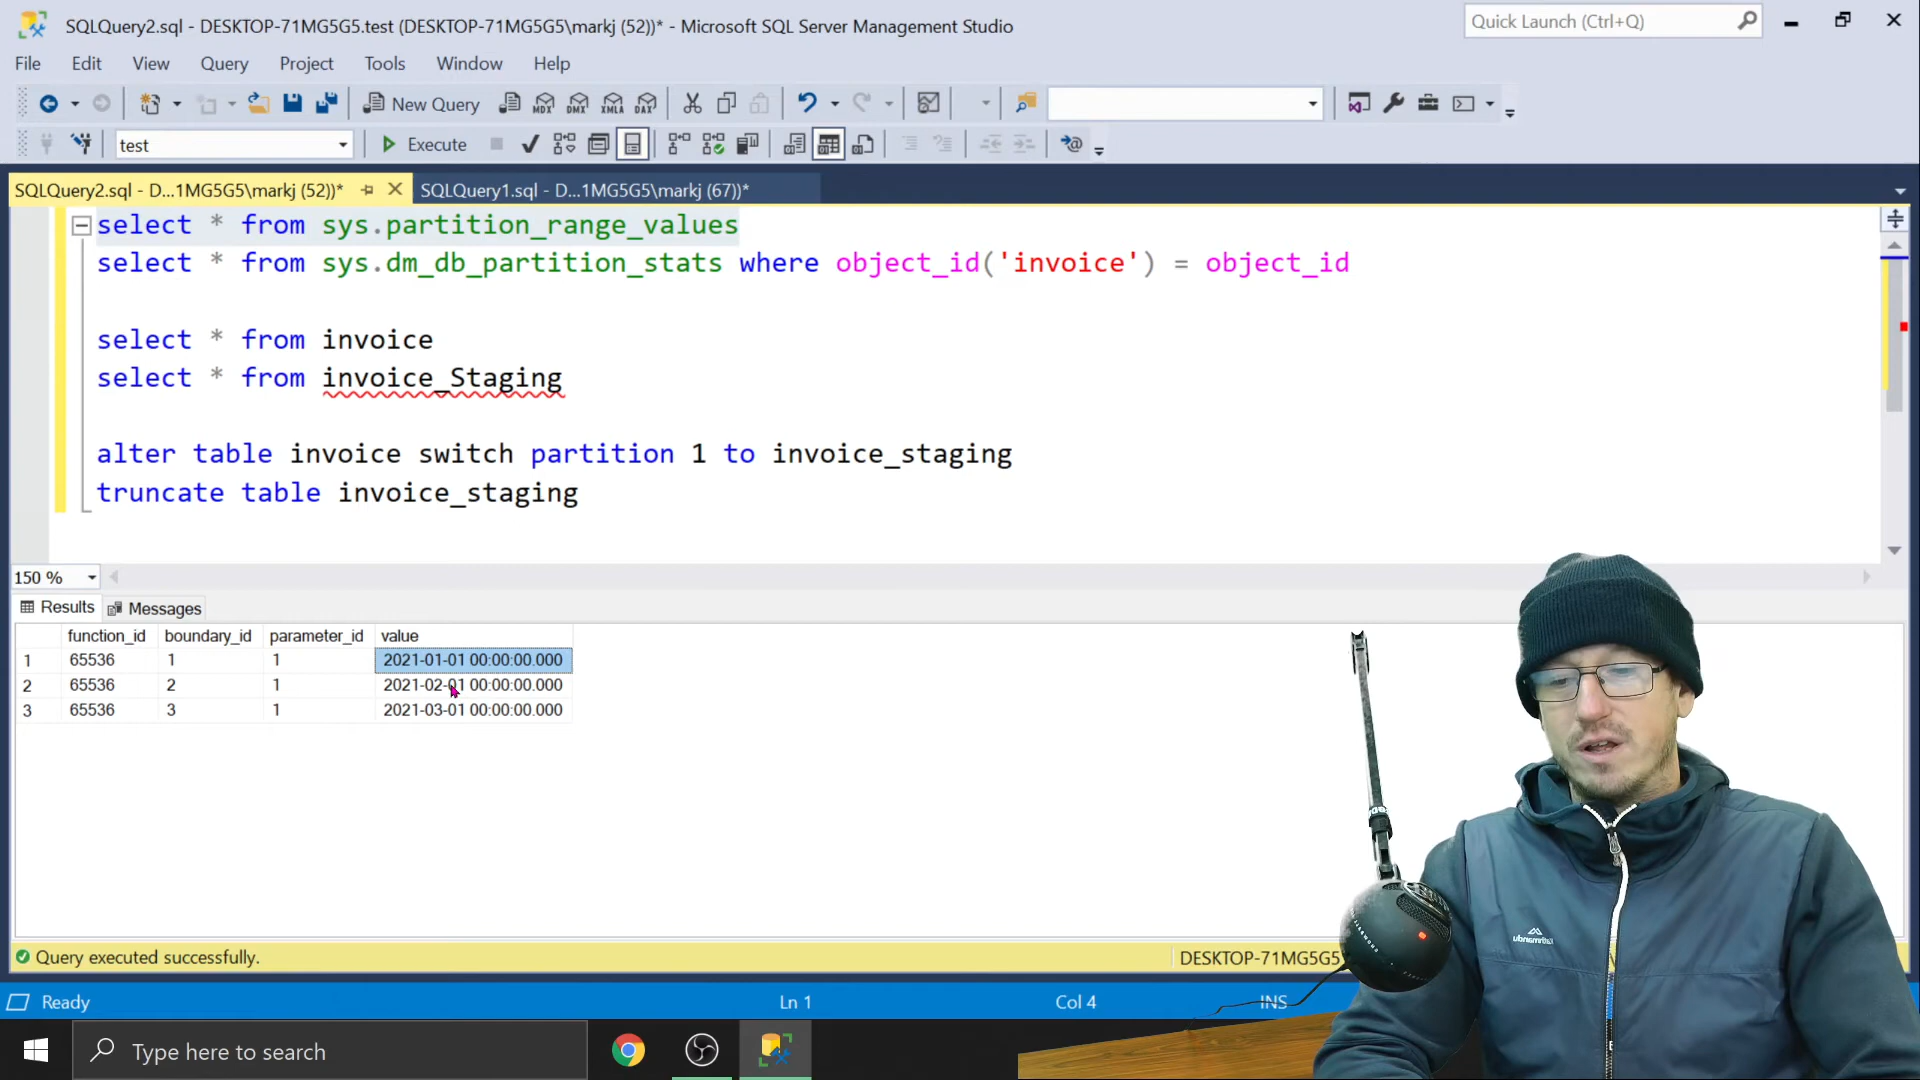 SQLQuery2.sql - DESKTOP-71MG5G5.test (DESKTOP-71MG5G5\markj (52))* - Microsoft SQL Server Management Studio
Quick Launch (Ctrl+Q)
File Edit View Query Project Tools Window Help
New Query MDX DMX XMLA DAX
test Execute
SQLQuery2.sql - D...1MG5G5\markj (52))* SQLQuery1.sql - D...1MG5G5\markj (67))*
select * from sys.partition_range_values
select * from sys.dm_db_partition_stats where object_id('invoice') = object_id
select * from invoice
select * from invoice_Staging
alter table invoice switch partition 1 to invoice_staging
truncate table invoice_staging
150 %
Results Messages
function_id boundary_id parameter_id value
1 65536 1 1 2021-01-01 00:00:00.000
2 65536 2 1 2021-02-01 00:00:00.000
3 65536 3 1 2021-03-01 00:00:00.000
Query executed successfully. DESKTOP-71MG5G5
Ready Ln 1 Col 4 INS
Type here to search